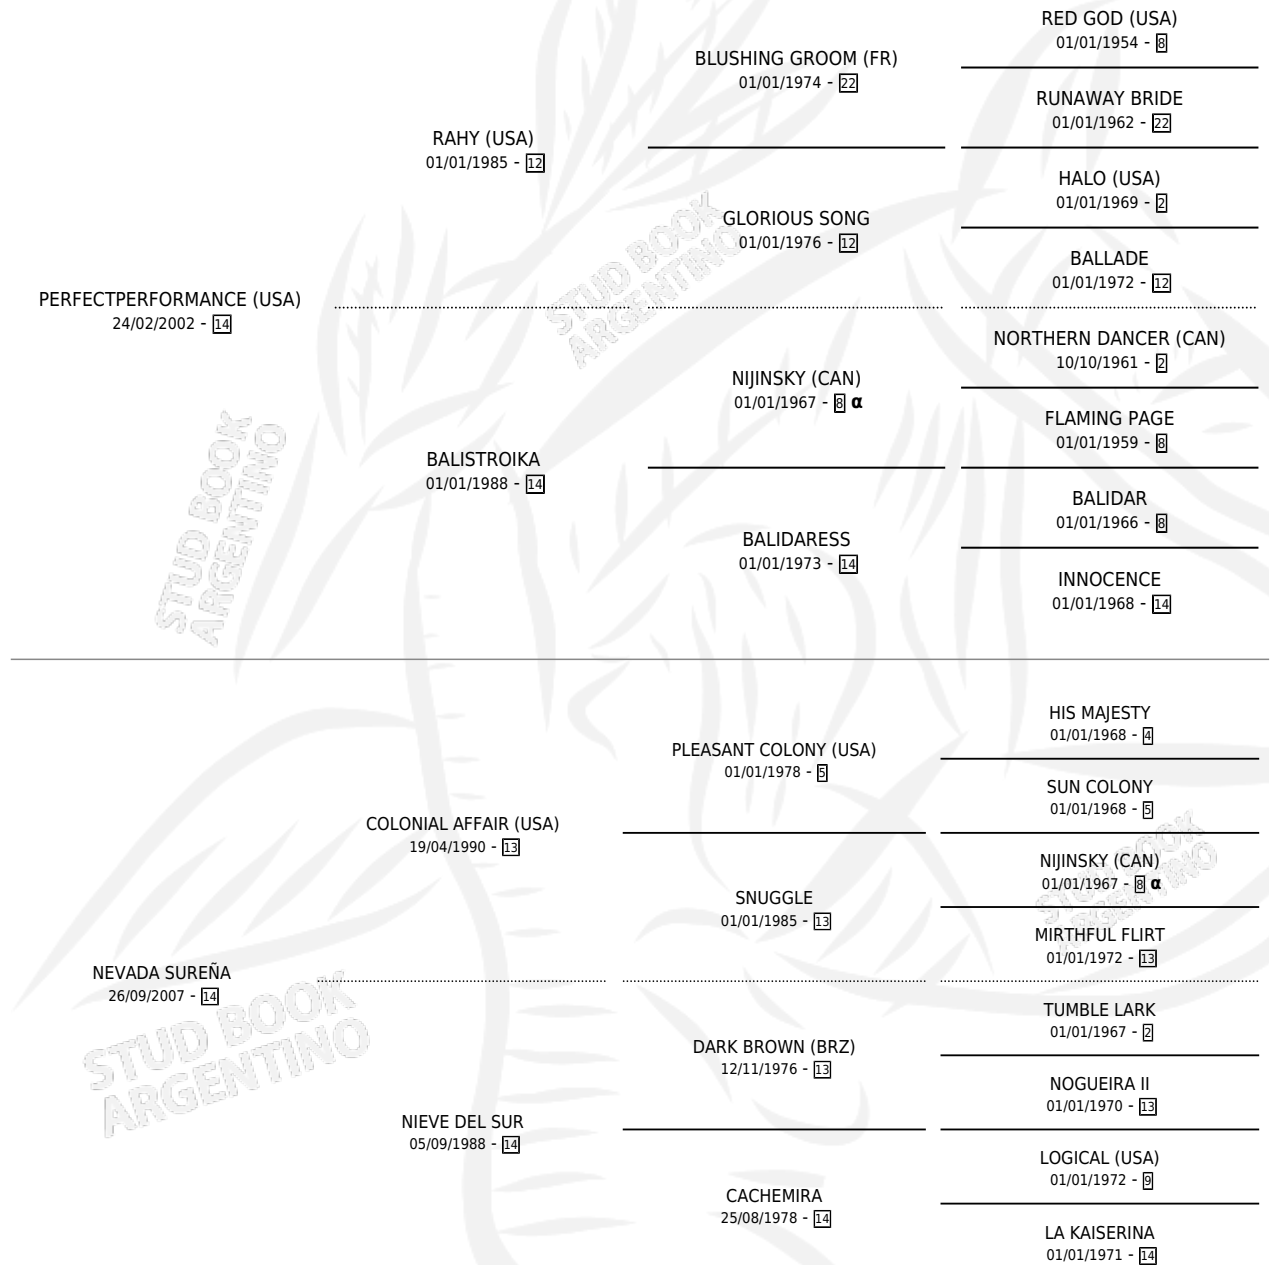 RED GOD (USA)
01/01/1954 - 8
BLUSHING GROOM (FR)
01/01/1974 - 22
RUNAWAY BRIDE
01/01/1962 - 22
RAHY (USA)
01/01/1985 - 12
HALO (USA)
01/01/1969 - 2
GLORIOUS SONG
01/01/1976 - 12
BALLADE
01/01/1972 - 12
PERFECTPERFORMANCE (USA)
24/02/2002 - 14
NORTHERN DANCER (CAN)
10/10/1961 - 2
NIJINSKY (CAN)
01/01/1967 - 8 α
FLAMING PAGE
01/01/1959 - 8
BALISTROIKA
01/01/1988 - 14
BALIDAR
01/01/1966 - 8
BALIDARESS
01/01/1973 - 14
INNOCENCE
01/01/1968 - 14
HIS MAJESTY
01/01/1968 - 4
PLEASANT COLONY (USA)
01/01/1978 - 5
SUN COLONY
01/01/1968 - 5
COLONIAL AFFAIR (USA)
19/04/1990 - 13
NIJINSKY (CAN)
01/01/1967 - 8 α
SNUGGLE
01/01/1985 - 13
MIRTHFUL FLIRT
01/01/1972 - 13
NEVADA SUREÑA
26/09/2007 - 14
TUMBLE LARK
01/01/1967 - 2
DARK BROWN (BRZ)
12/11/1976 - 13
NOGUEIRA II
01/01/1970 - 13
NIEVE DEL SUR
05/09/1988 - 14
LOGICAL (USA)
01/01/1972 - 9
CACHEMIRA
25/08/1978 - 14
LA KAISERINA
01/01/1971 - 14
STUD BOOK
ARGENTINO
STUD BOOK
ARGENTINO
STUD BOOK
ARGENTINO
STUD BOOK
ARGENTINO